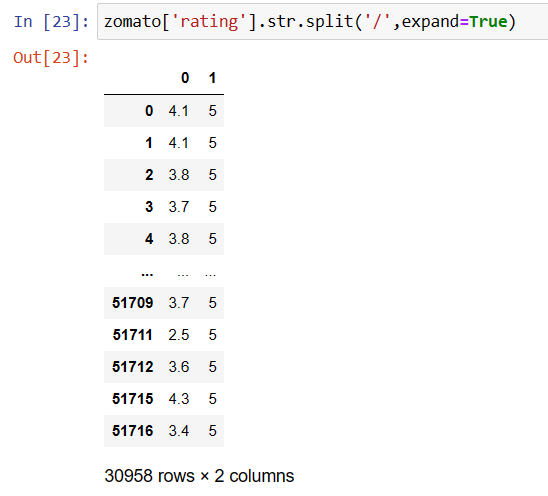 In [23]: zomato['rating'].str.split('/',expand=True)
Out[23]:
0 1
0 4.1 5
1 4.1 5
2 3.8 5
3 3.7 5
4 3.8 5
... ... ...
51709 3.7 5
51711 2.5 5
51712 3.6 5
51715 4.3 5
51716 3.4 5
30958 rows × 2 columns